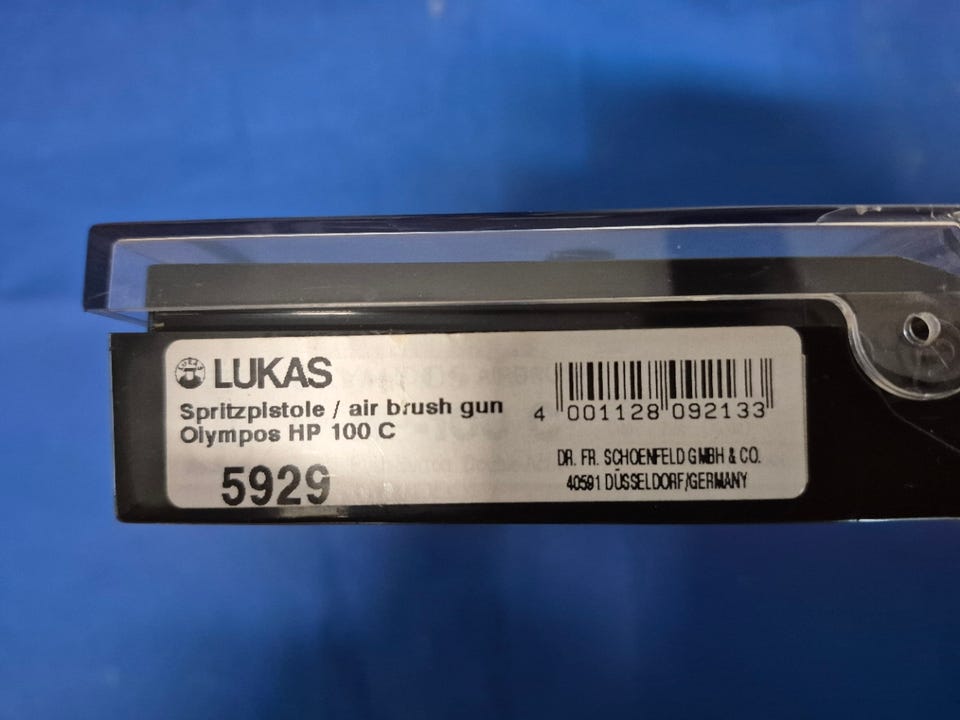 LUKAS
Spritzpistole / air brush gun
Olympos HP 100 C
5929
4 001128 092133
DR. FR. SCHOENFELD GMBH & CO.
40591 DÜSSELDORF/GERMANY